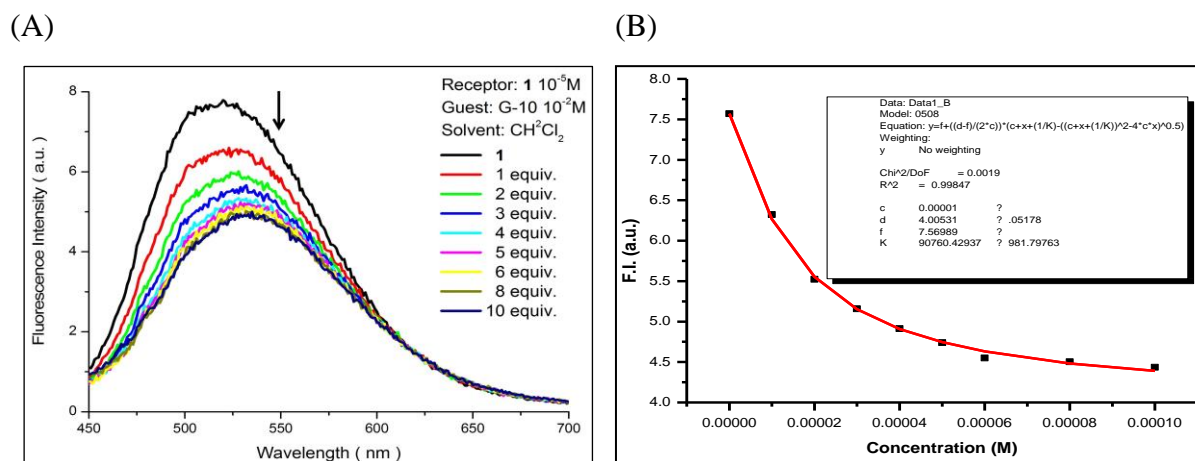 (A)
(B)
Fluorescence Intensity (a.u.)
8
6
4
2
0
450
500
550
600
650
700
Wavelength ( nm )
Receptor: 1 10⁻⁵M
Guest: G-10 10⁻²M
Solvent: CH²Cl₂
1
1 equiv.
2 equiv.
3 equiv.
4 equiv.
5 equiv.
6 equiv.
8 equiv.
10 equiv.
F.I. (a.u.)
8.0
7.5
7.0
6.5
6.0
5.5
5.0
4.5
4.0
0.00000
0.00002
0.00004
0.00006
0.00008
0.00010
Concentration (M)
Data: Data1_B
Model: 0508
Equation: y=f+((d-f)/(2*c))*(c+x+(1/K)-((c+x+(1/K))^2-4*c*x)^0.5)
Weighting:
y No weighting
Chi^2/DoF = 0.0019
R^2 = 0.99847
c 0.00001 ?
d 4.00531 ? .05178
f 7.56989 ?
K 90760.42937 ? 981.79763